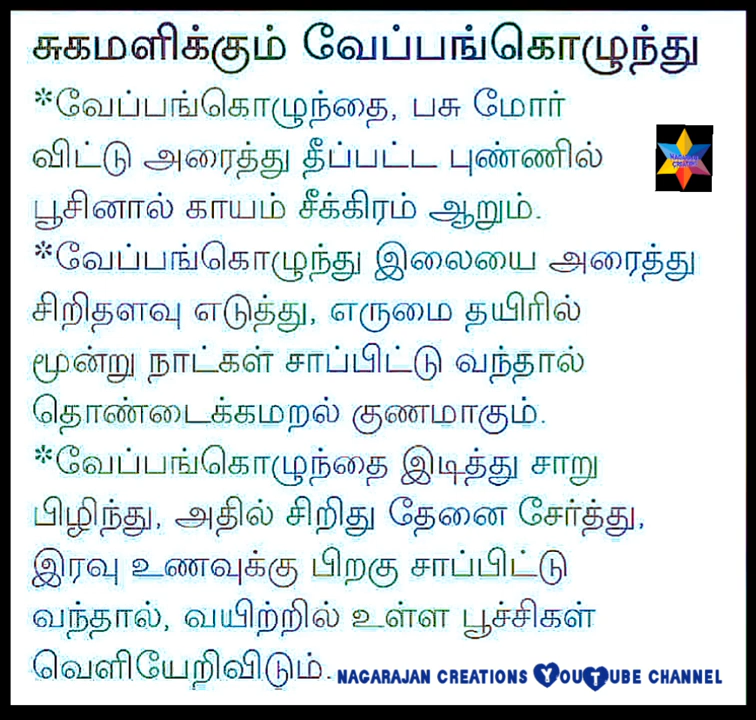 சுகமளிக்கும் வேப்பங்கொழுந்து
*வேப்பங்கொழுந்தை, பசு மோர்
விட்டு அரைத்து தீப்பட்ட புண்ணில்
பூசினால் காயம் சீக்கிரம் ஆறும்.
*வேப்பங்கொழுந்து இலையை அரைத்து
சிறிதளவு எடுத்து, எருமை தயிரில்
மூன்று நாட்கள் சாப்பிட்டு வந்தால்
தொண்டைக்கமறல் குணமாகும்.
*வேப்பங்கொழுந்தை இடித்து சாறு
பிழிந்து, அதில் சிறிது தேனை சேர்த்து,
இரவு உணவுக்கு பிறகு சாப்பிட்டு
வந்தால், வயிற்றில் உள்ள பூச்சிகள்
வெளியேறிவிடும். NAGARAJAN CREATIONS YOUTUBE CHANNEL